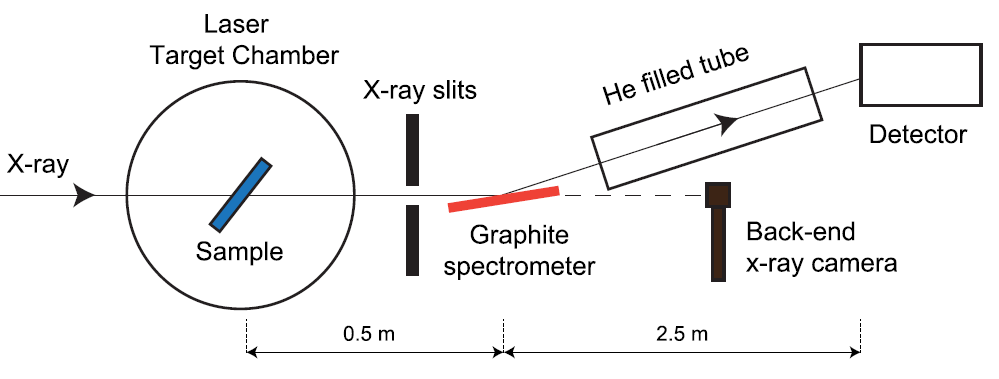 Laser
Target Chamber
X-ray slits
He filled tube
Detector
X-ray
Sample
Graphite
spectrometer
Back-end
x-ray camera
0.5 m
2.5 m